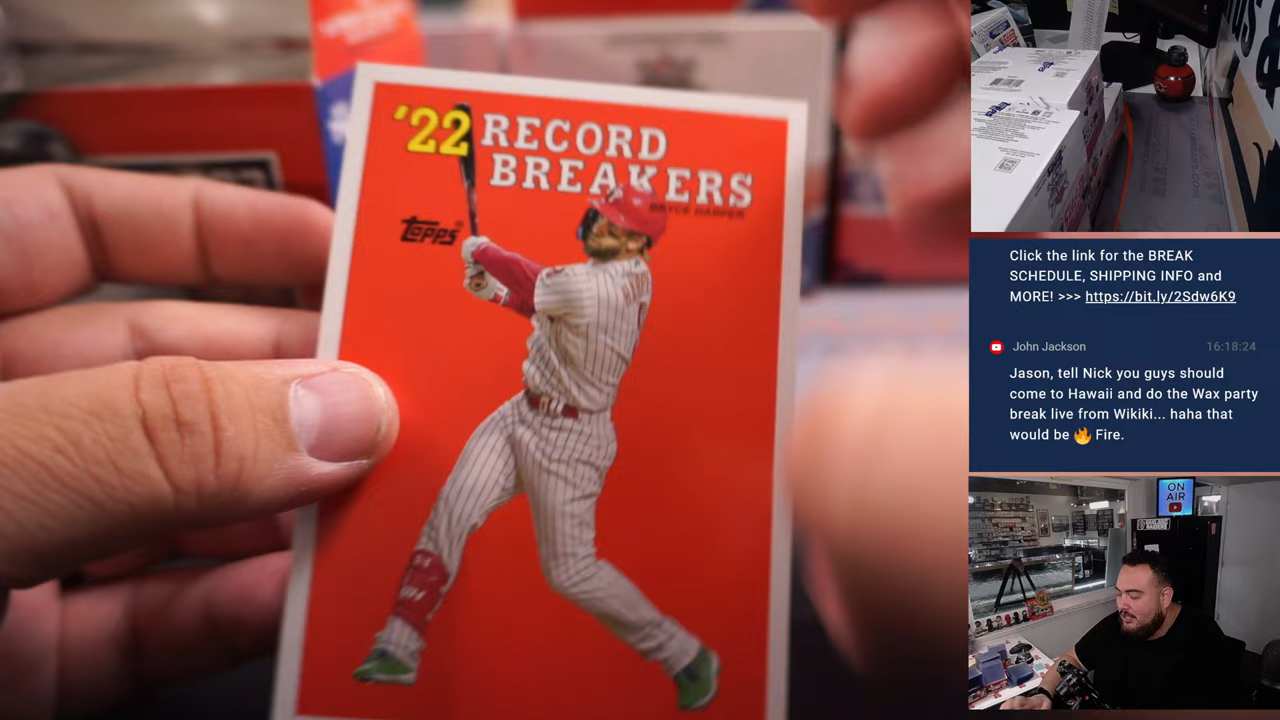 '22 RECORD
BREAKERS
BRYCE HARPER
Topps
Click the link for the BREAK
SCHEDULE, SHIPPING INFO and
MORE! >>> https://bit.ly/2Sdw6K9
John Jackson 16:18:24
Jason, tell Nick you guys should
come to Hawaii and do the Wax party
break live from Wikiki... haha that
would be 🔥 Fire.
ON
AIR